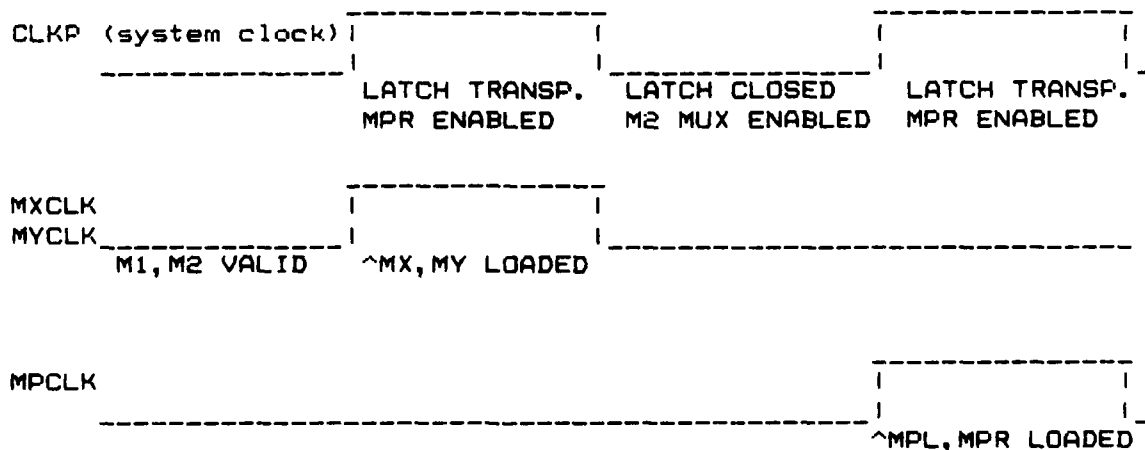 CLKP (system clock)
LATCH TRANSP. LATCH CLOSED LATCH TRANSP.
MPR ENABLED M2 MUX ENABLED MPR ENABLED
MXCLK
MYCLK
M1,M2 VALID ^MX,MY LOADED
MPCLK
^MPL,MPR LOADED